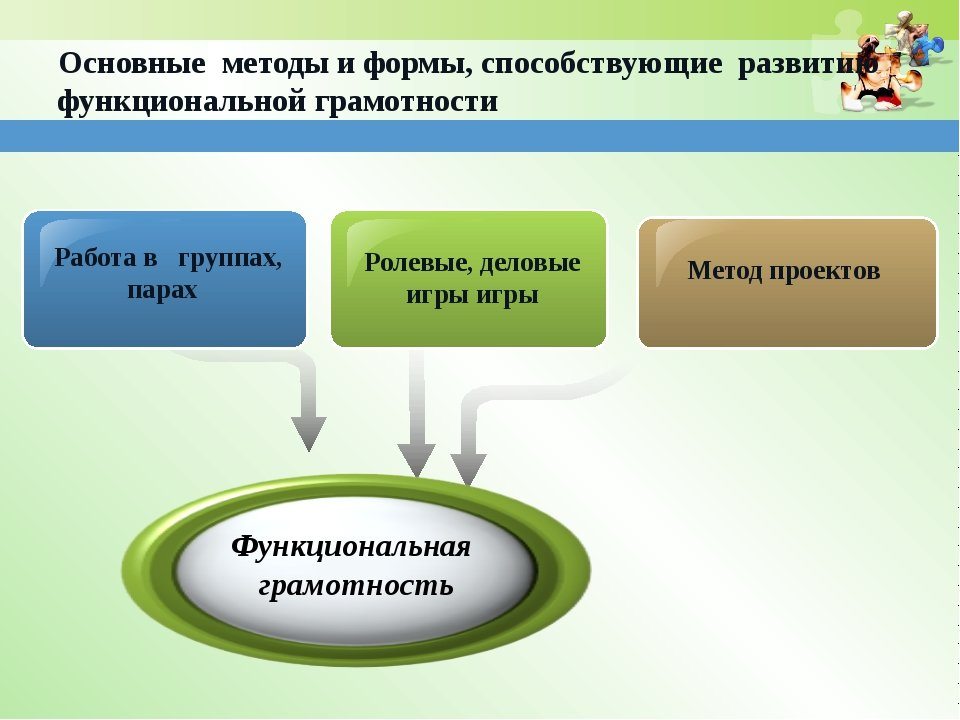 Основные методы и формы, способствующие развитию
функциональной грамотности
Работа в группах,
парах
Ролевые, деловые
игры игры
Метод проектов
Функциональная
грамотность